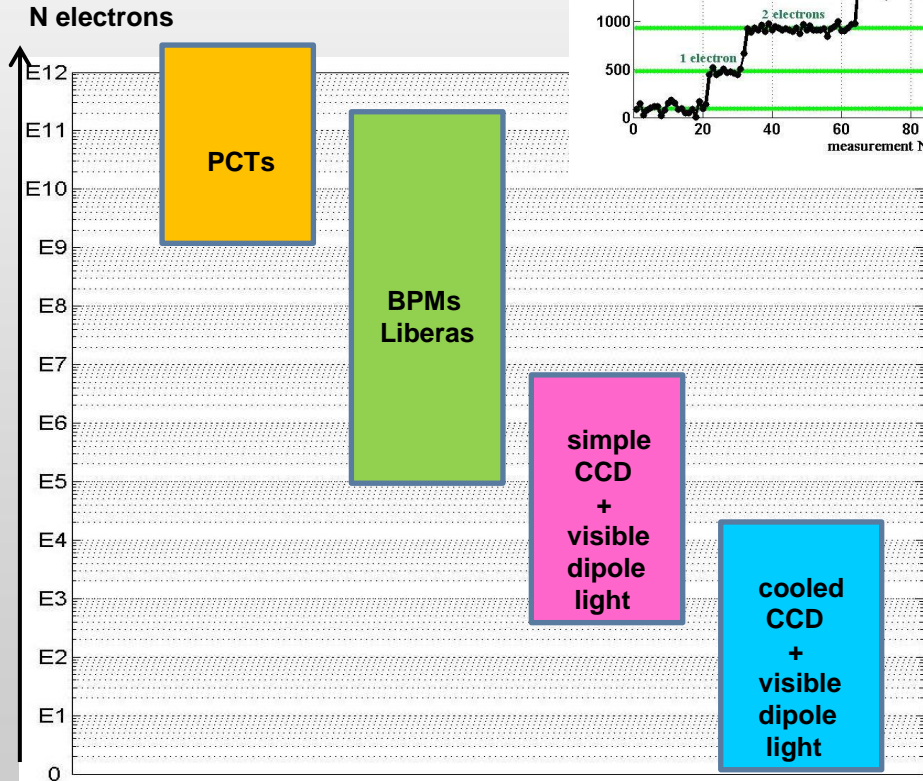 N electrons
E12
E11
E10
E9
E8
E7
E6
E5
E4
E3
E2
E1
0
PCTs
BPMs
Liberas
simple
CCD
+
visible
dipole
light
cooled
CCD
+
visible
dipole
light
1000
500
0
2 electrons
1 electron
0 20 40 60 80
measurement N